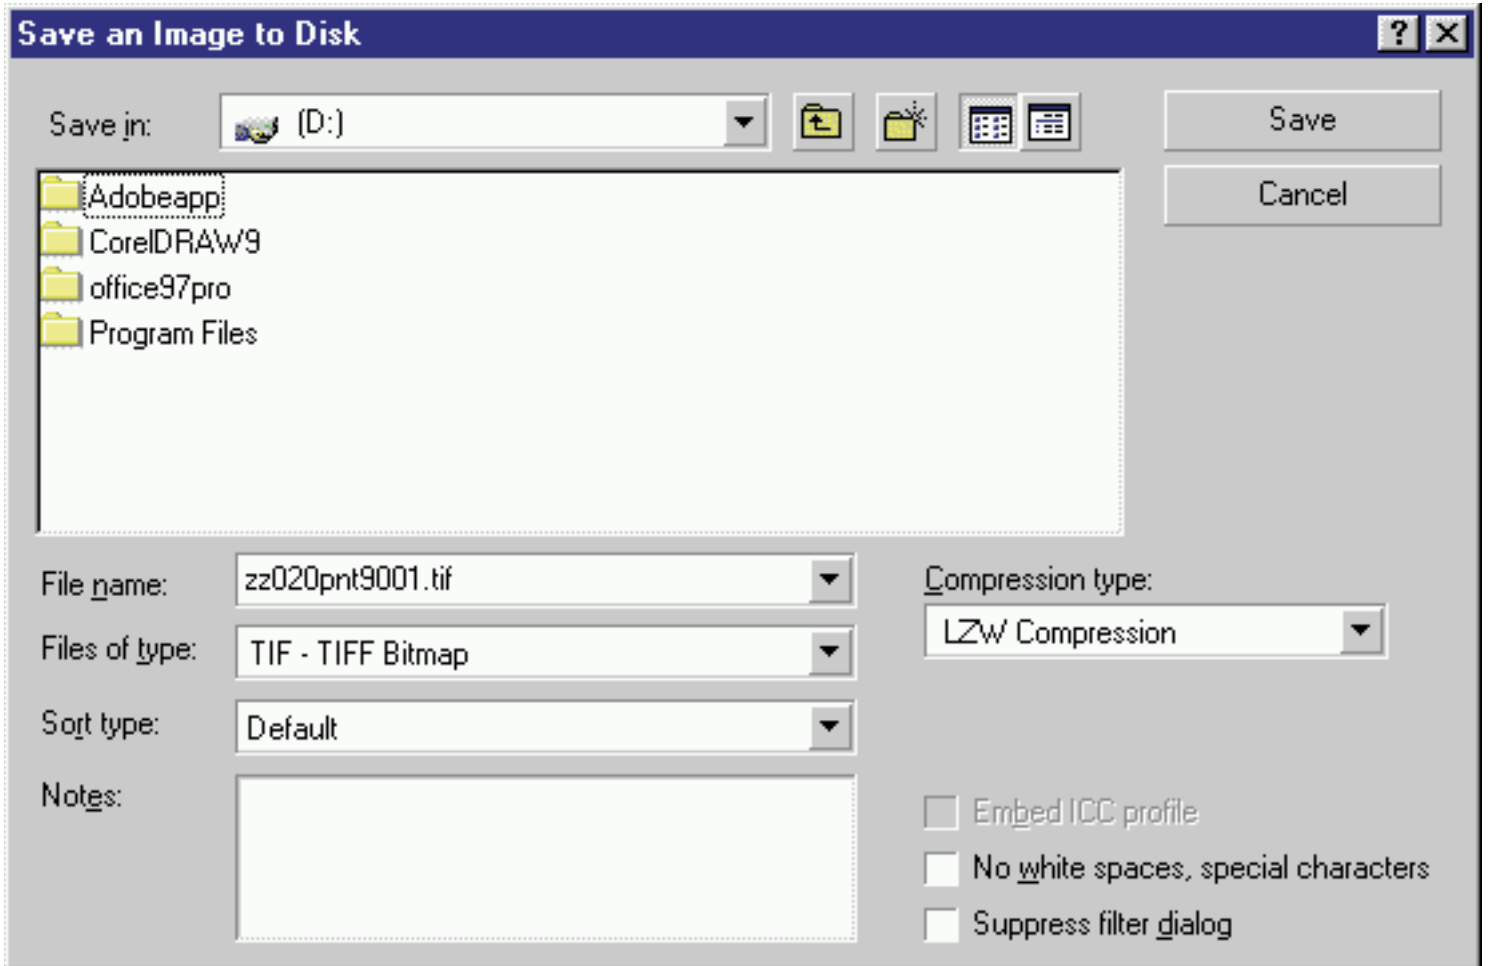 Save an Image to Disk
Save in: (D:) Save
Adobeapp Cancel
CorelDRAW9
office97pro
Program Files
File name: zz020pnt9001.tif Compression type:
Files of type: TIF - TIFF Bitmap LZW Compression
Sort type: Default
Notes: Embed ICC profile
No white spaces, special characters
Suppress filter dialog